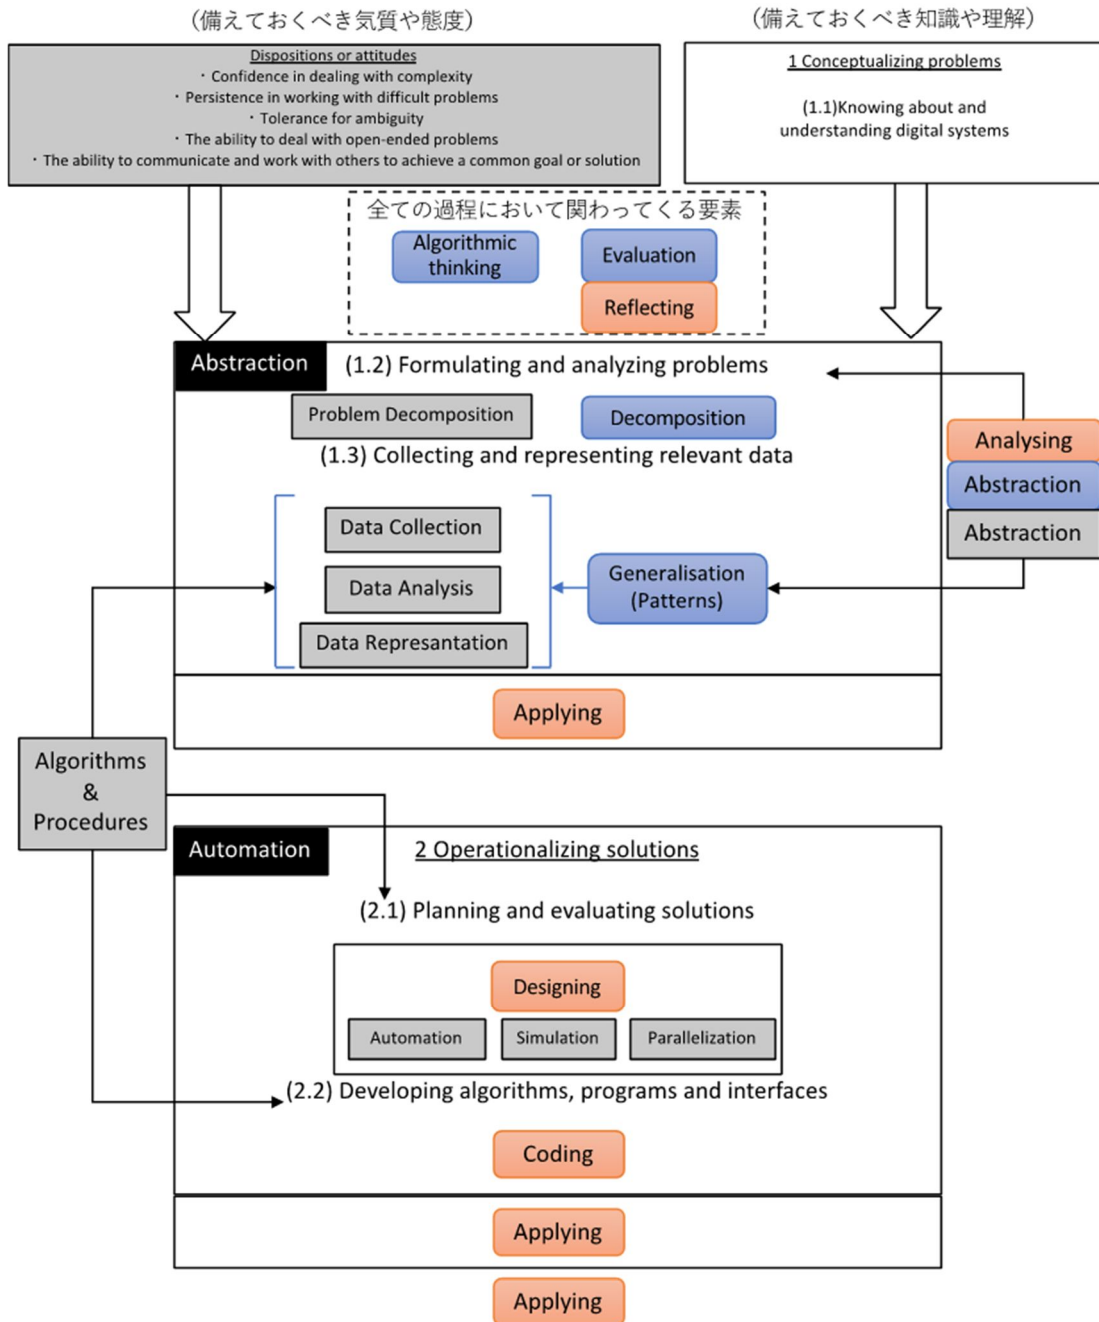 （備えておくべき気質や態度）
（備えておくべき知識や理解）
Dispositions or attitudes
・Confidence in dealing with complexity
・Persistence in working with difficult problems
・Tolerance for ambiguity
・The ability to deal with open-ended problems
・The ability to communicate and work with others to achieve a common goal or solution
1 Conceptualizing problems
(1.1)Knowing about and
understanding digital systems
全ての過程において関わってくる要素
Algorithmic
thinking
Evaluation
Reflecting
Abstraction
(1.2) Formulating and analyzing problems
Problem Decomposition
Decomposition
(1.3) Collecting and representing relevant data
Analysing
Abstraction
Abstraction
Data Collection
Data Analysis
Data Represantation
Generalisation
(Patterns)
Applying
Algorithms
&
Procedures
Automation
2 Operationalizing solutions
(2.1) Planning and evaluating solutions
Designing
Automation
Simulation
Parallelization
(2.2) Developing algorithms, programs and interfaces
Coding
Applying
Applying